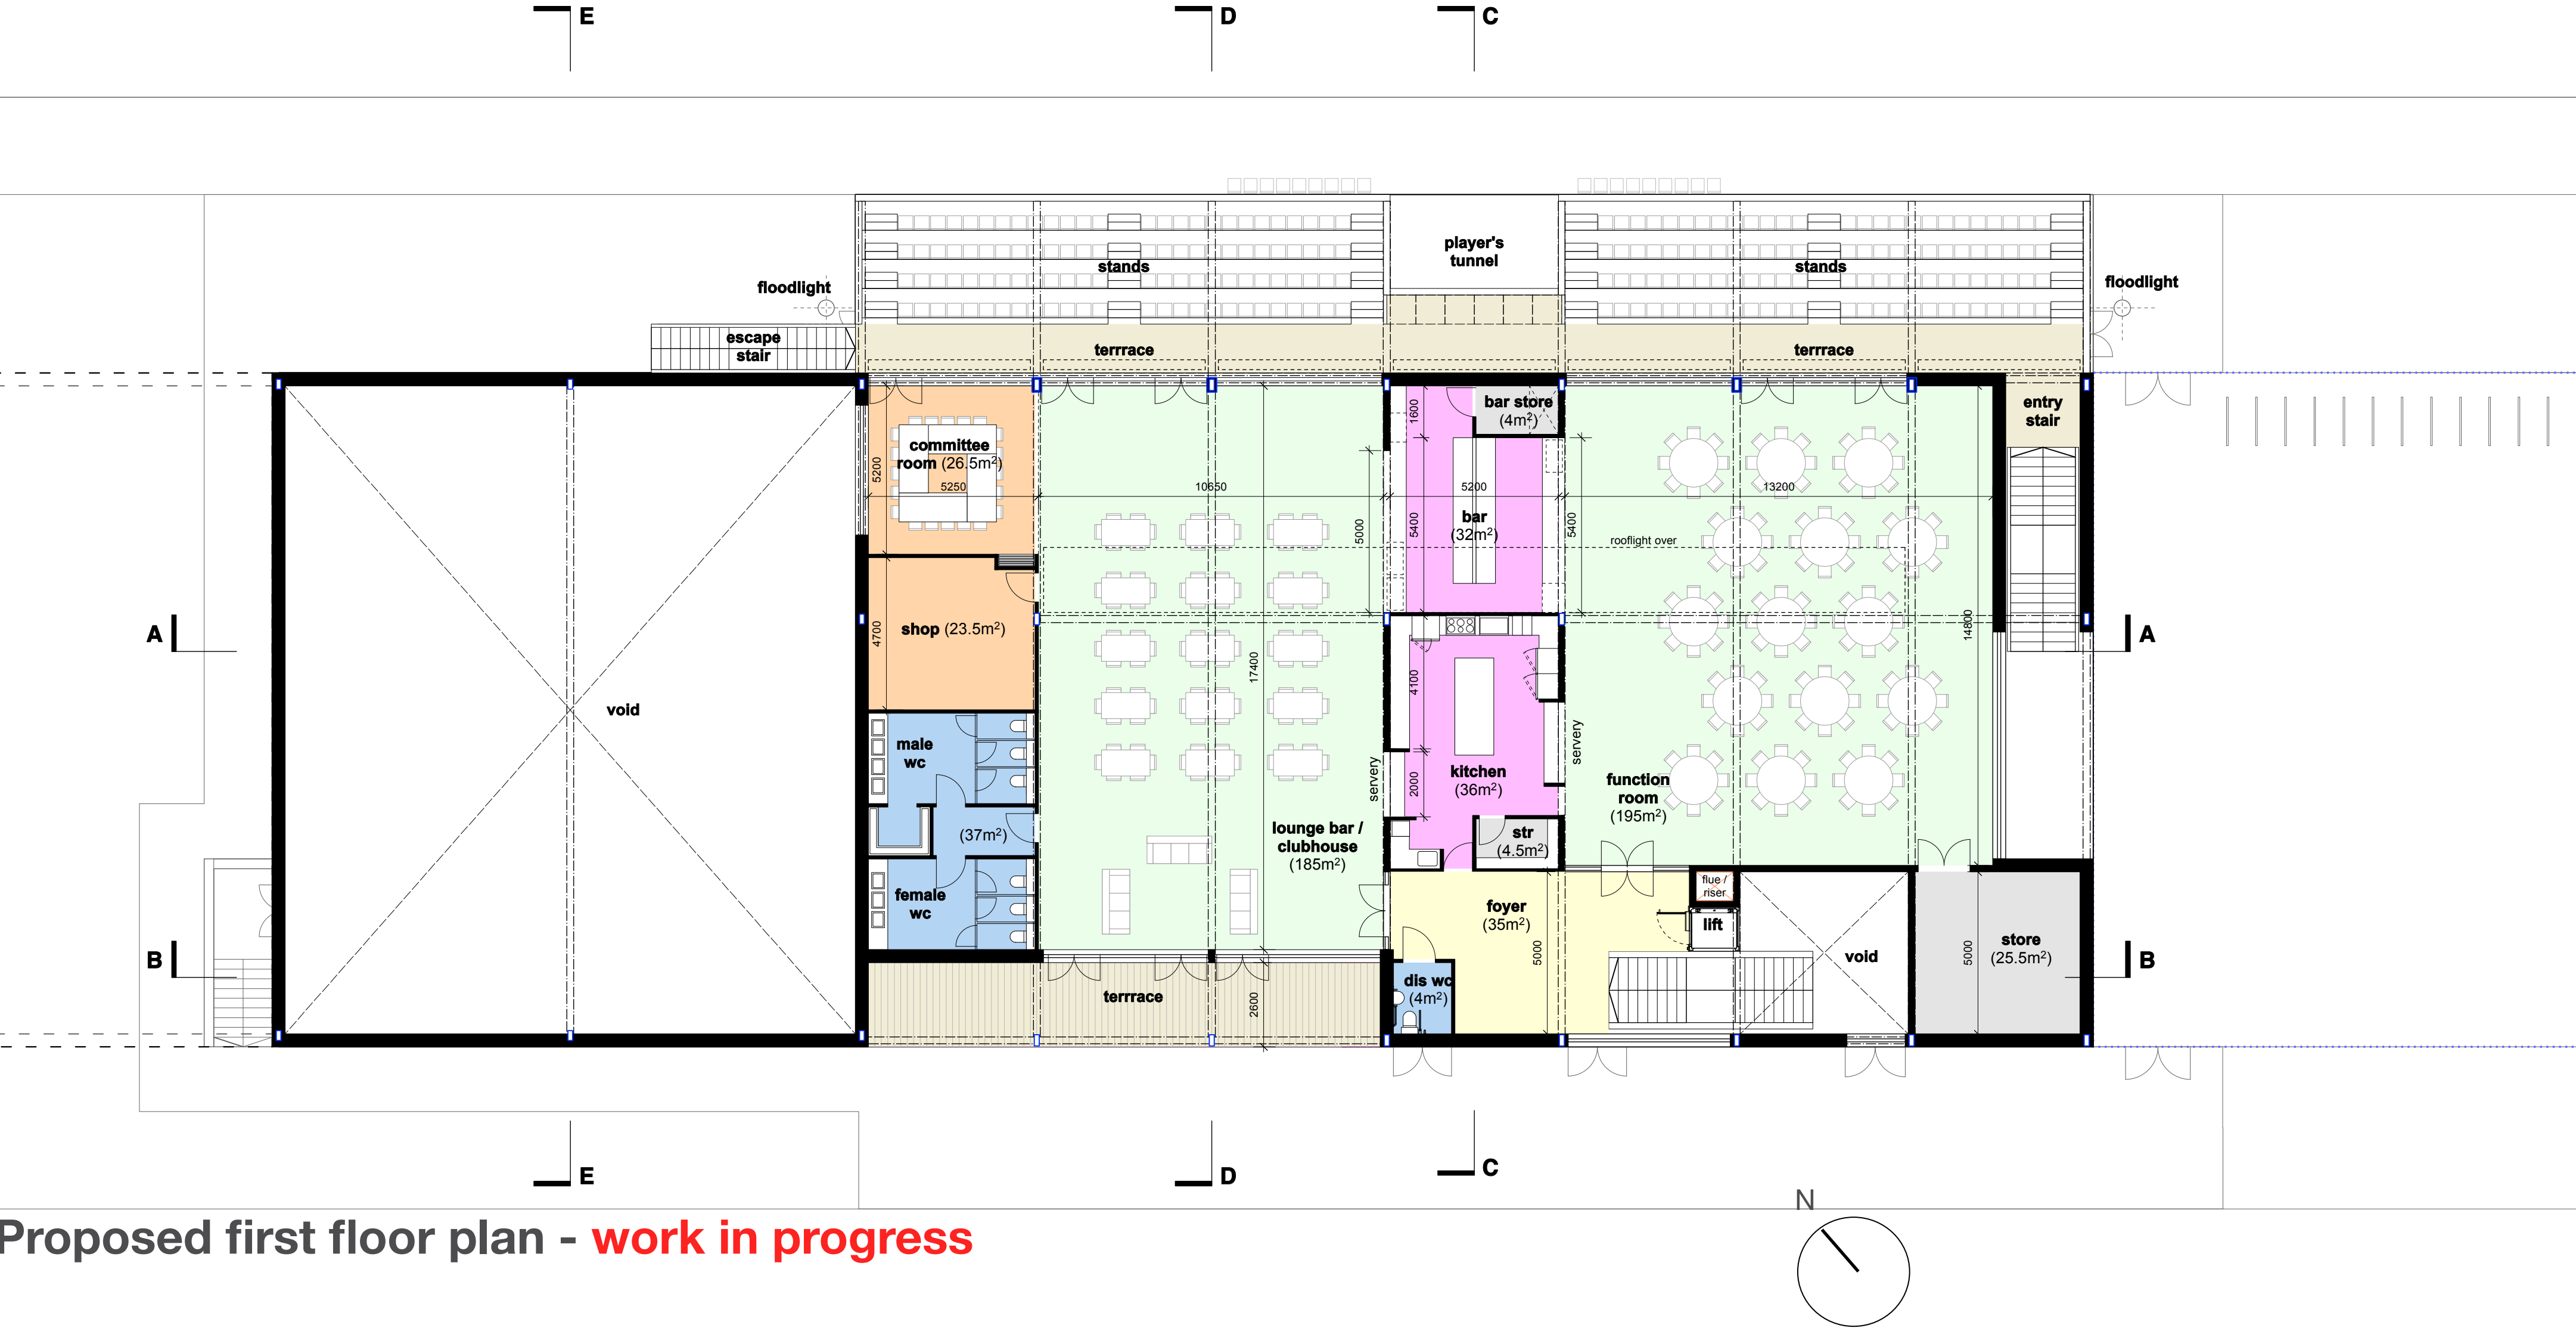 E
D
C
player's
tunnel
stands
stands
floodlight
floodlight
escape
stair
terrrace
terrrace
bar store
(4m²)
entry
stair
1600
committee
room (26.5m²)
5200
5250
10650
5200
13200
5000
5400
bar
(32m²)
5400
rooflight over
shop (23.5m²)
4700
A
A
14800
17400
4100
void
male
wc
servery
servery
kitchen
(36m²)
2000
function
room
(195m²)
(37m²)
lounge bar /
clubhouse
(185m²)
str
(4.5m²)
flue /
riser
female
wc
foyer
(35m²)
lift
B
B
5000
void
5000
store
(25.5m²)
terrrace
2600
dis wc
(4m²)
E
D
C
N
Proposed first floor plan - work in progress